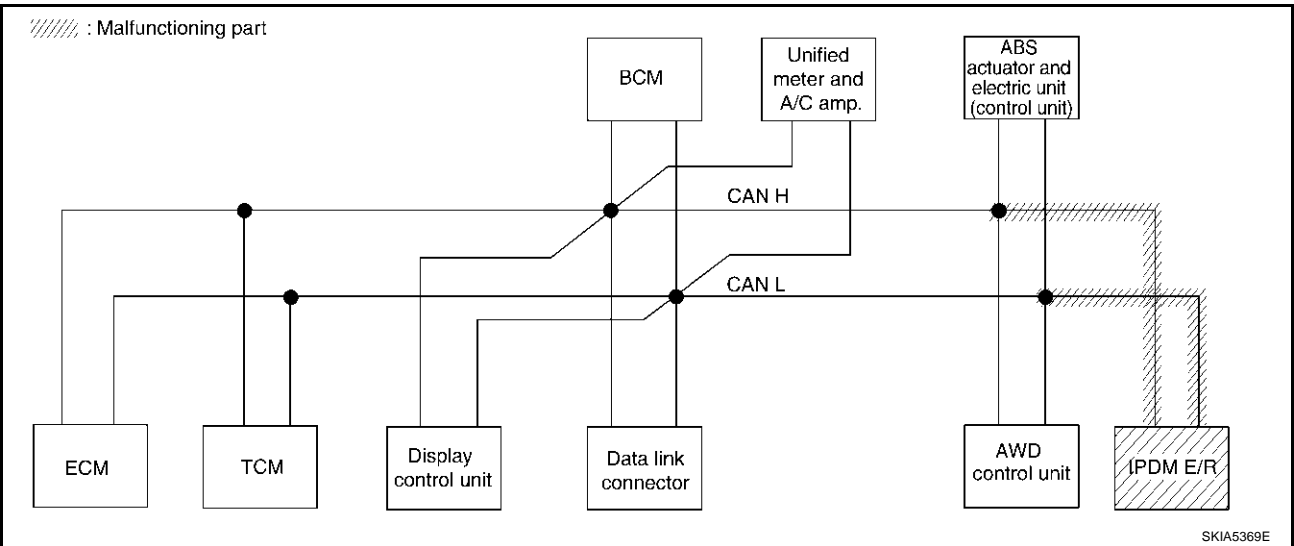 : Malfunctioning part
BCM
Unified
meter and
A/C amp.
ABS
actuator and
electric unit
(control unit)
CAN H
CAN L
ECM
TCM
Display
control unit
Data link
connector
AWD
control unit
IPDM E/R
SKIA5369E